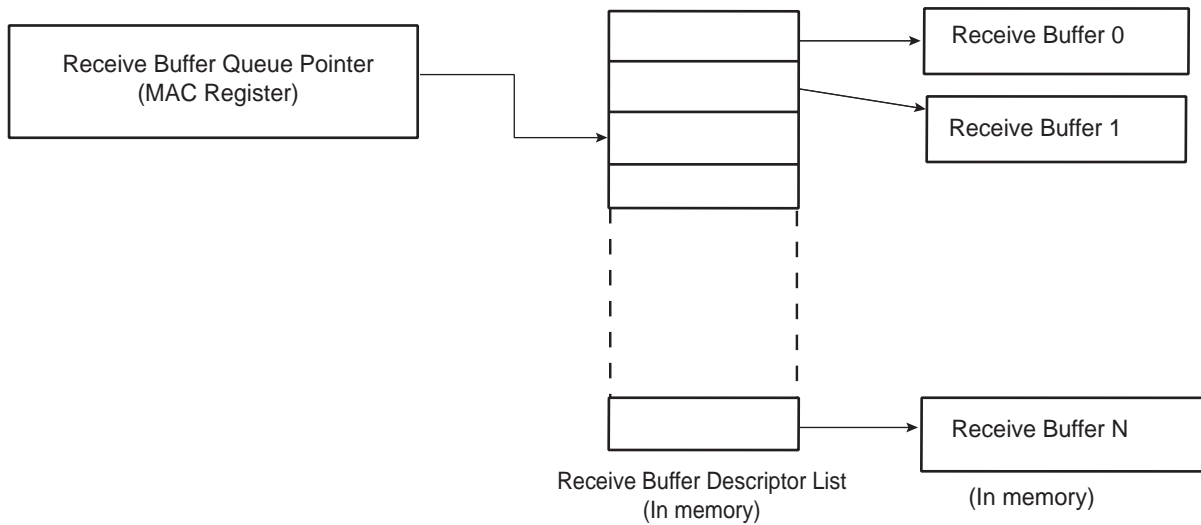 Receive Buffer Queue Pointer
(MAC Register)
Receive Buffer 0
Receive Buffer 1
Receive Buffer N
Receive Buffer Descriptor List
(In memory)
(In memory)